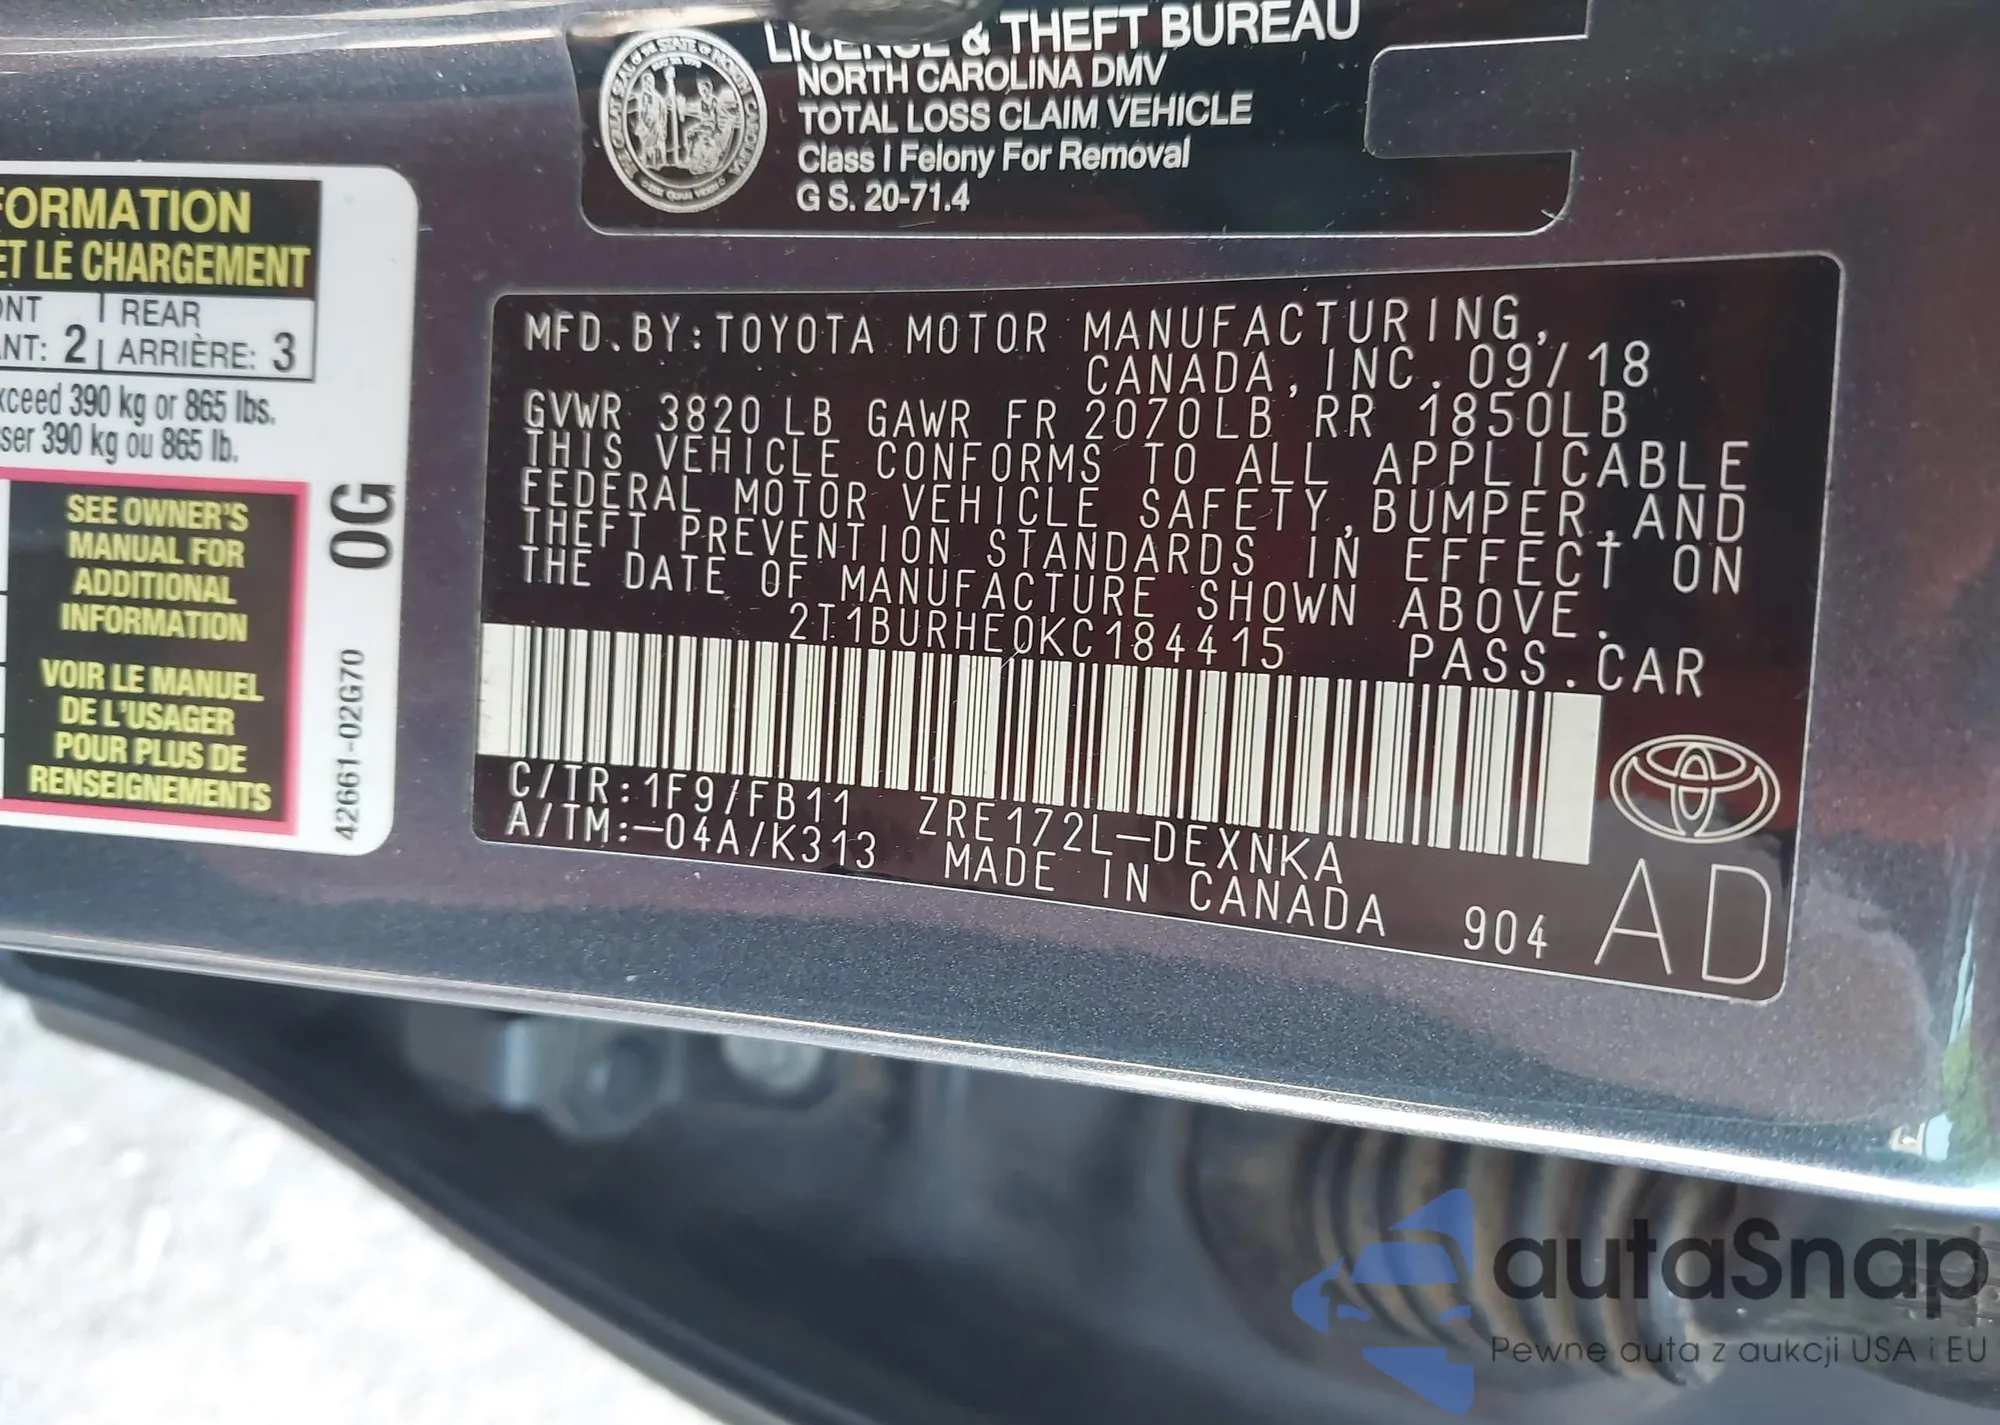 LICENSE & THEFT BUREAU
NORTH CAROLINA DMV
TOTAL LOSS CLAIM VEHICLE
Class I Felony For Removal
G S. 20-71.4
FORMATION
ET LE CHARGEMENT
ONT | REAR
ANT: 2 | ARRIÈRE: 3
xceed 390 kg or 865 lbs.
ser 390 kg ou 865 lb.
SEE OWNER'S
MANUAL FOR
ADDITIONAL
INFORMATION
VOIR LE MANUEL
DE L'USAGER
POUR PLUS DE
RENSEIGNEMENTS
0G
42661-02G70
MFD.BY:TOYOTA MOTOR MANUFACTURING,
CANADA,INC. 09/18
GVWR 3820LB GAWR FR 2070LB RR 1850LB
THIS VEHICLE CONFORMS TO ALL APPLICABLE
FEDERAL MOTOR VEHICLE SAFETY,BUMPER,AND
THEFT PREVENTION STANDARDS IN EFFECT ON
THE DATE OF MANUFACTURE SHOWN ABOVE.
2T1BURHE0KC184415 PASS.CAR
C/TR:1F9/FB11 ZRE172L-DEXNKA
A/TM:-04A/K313 MADE IN CANADA 904 AD
autaSnap
Pewne auta z aukcji USA i EU